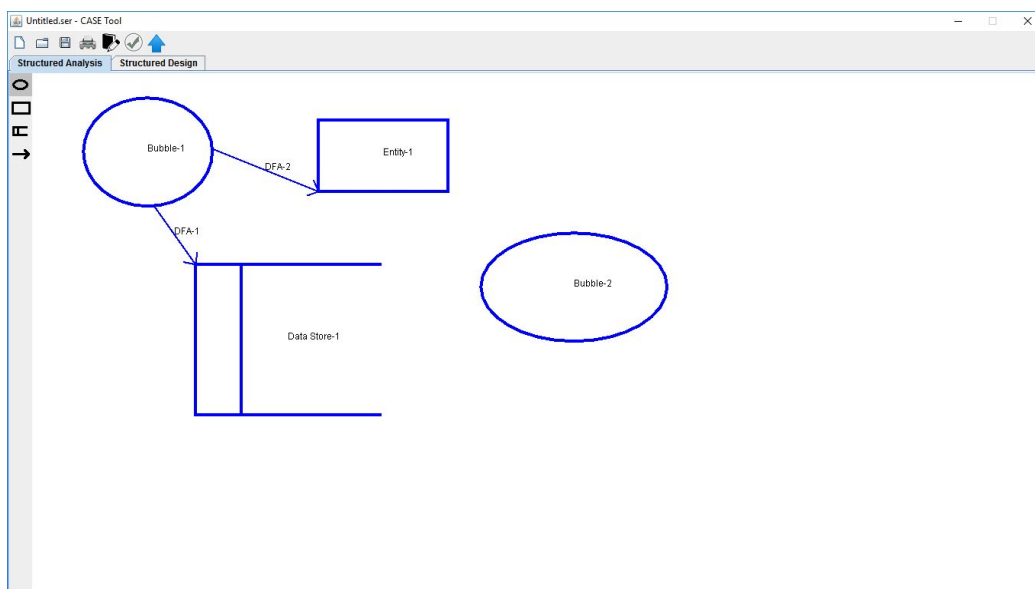 Untitled.ser - CASE Tool
Structured Analysis
Structured Design
Bubble-1
Entity-1
DFA-2
DFA-1
Bubble-2
Data Store-1